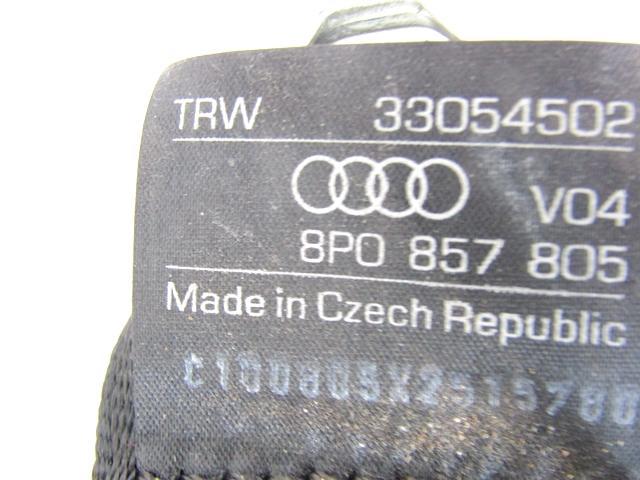 TRW 33054502
V04
8P0 857 805
Made in Czech Republic